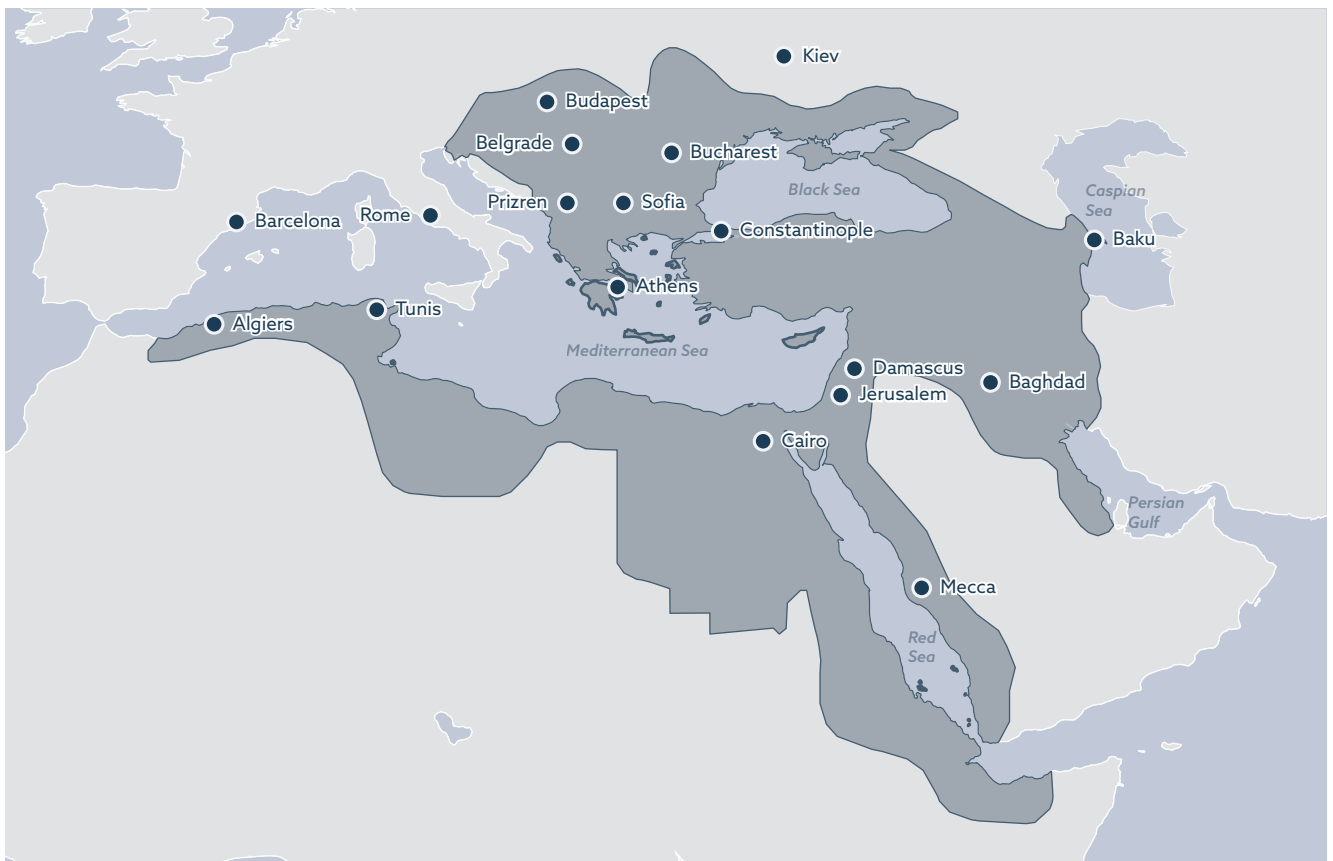 Kiev
Budapest
Belgrade
Bucharest
Black Sea
Caspian
Sea
Prizren
Sofia
Barcelona
Rome
Constantinople
Baku
Athens
Tunis
Algiers
Mediterranean Sea
Damascus
Baghdad
Jerusalem
Cairo
Persian
Gulf
Mecca
Red
Sea